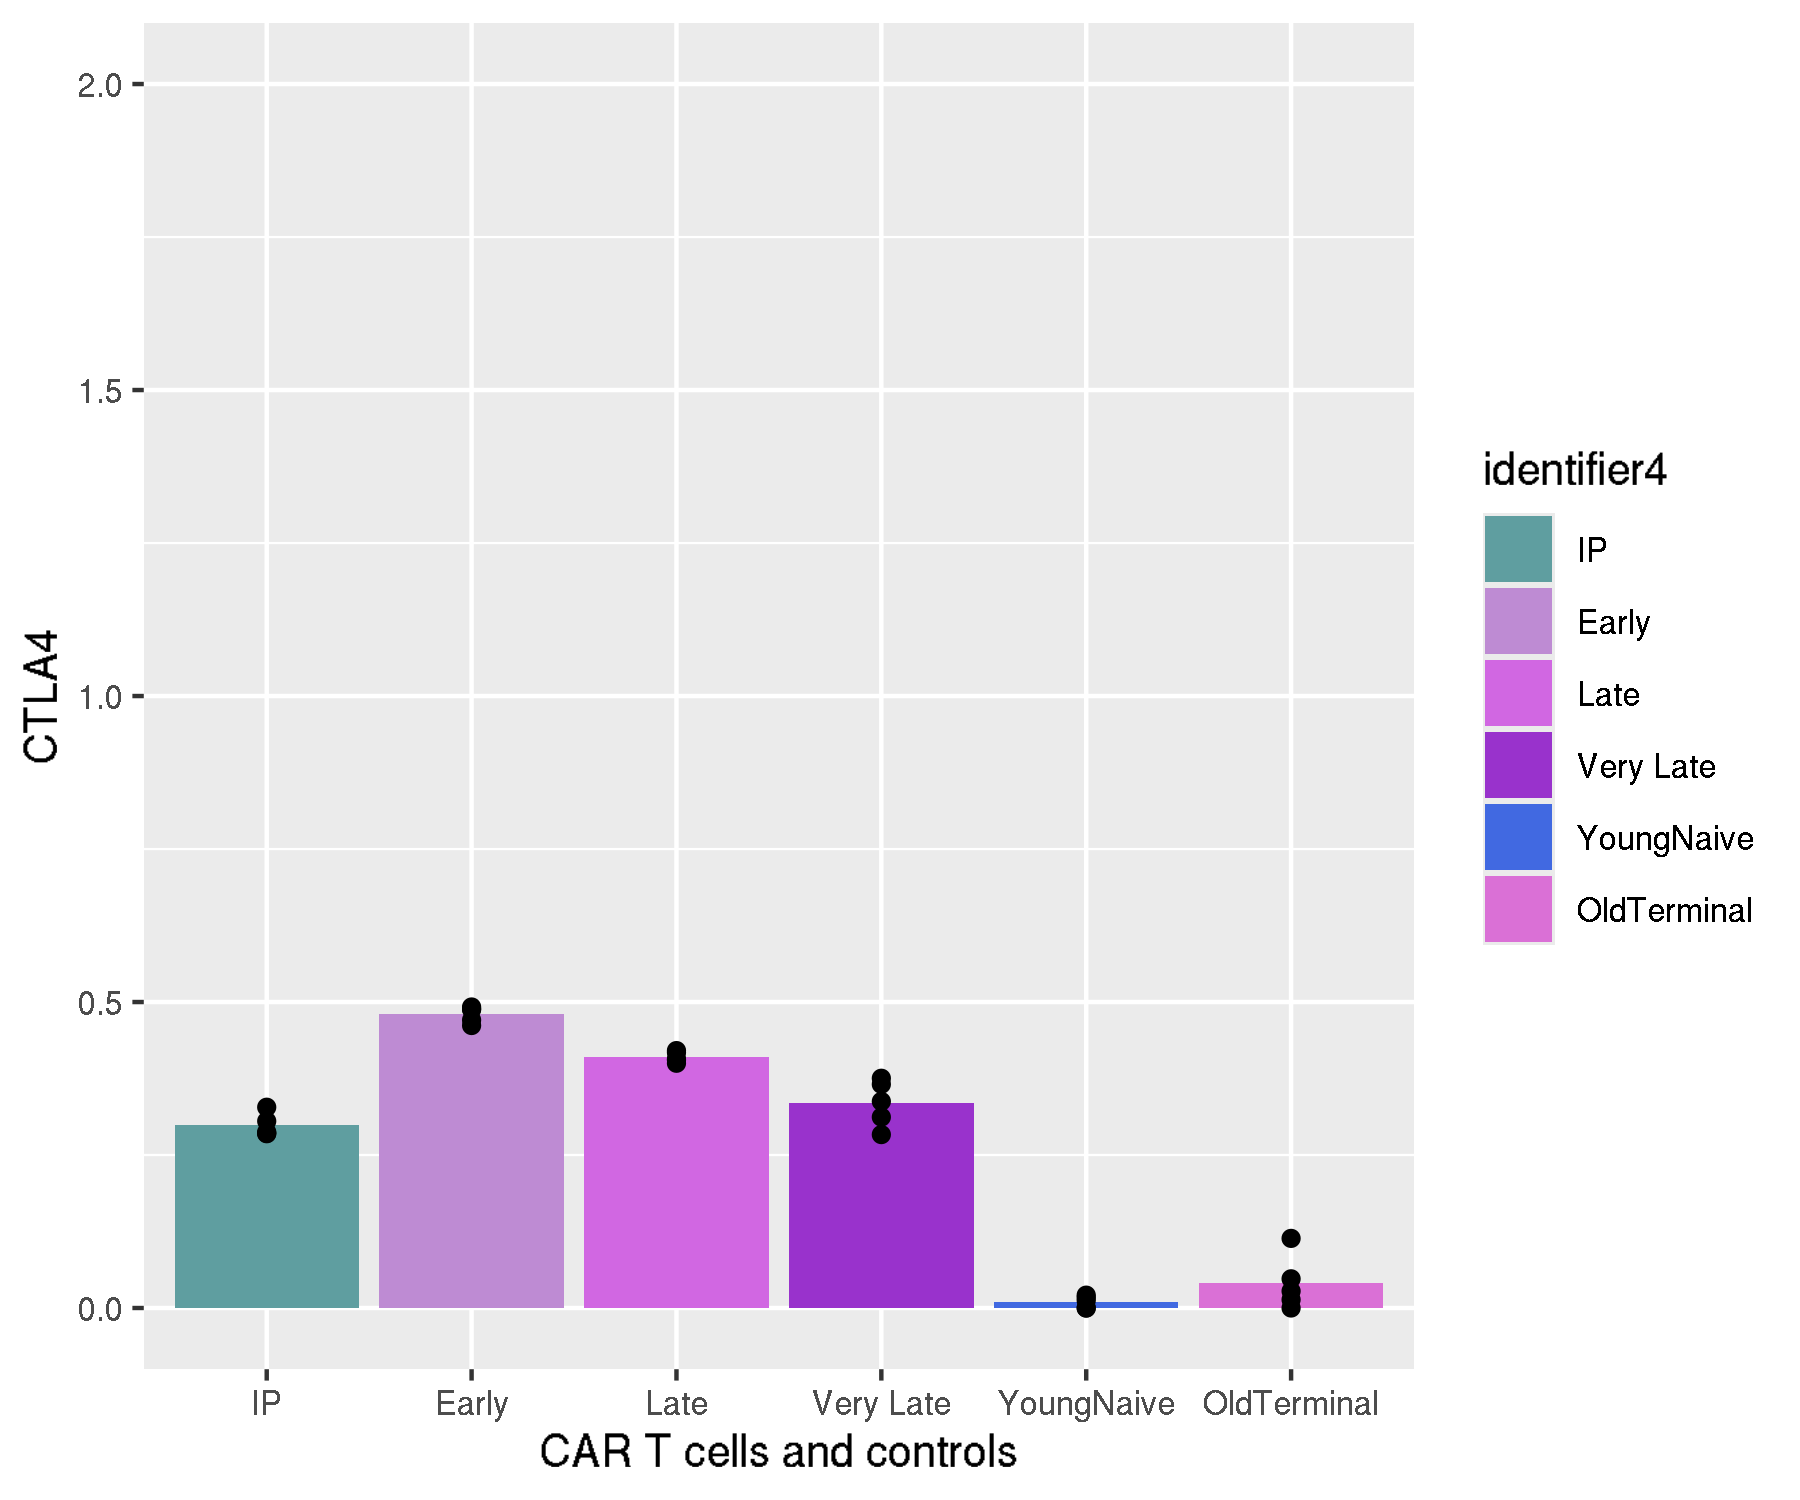 CTLA4
2.0
1.5
1.0
0.5
0.0
IP
Early
Late
Very Late
YoungNaive
OldTerminal
CAR T cells and controls
identifier4
IP
Early
Late
Very Late
YoungNaive
OldTerminal